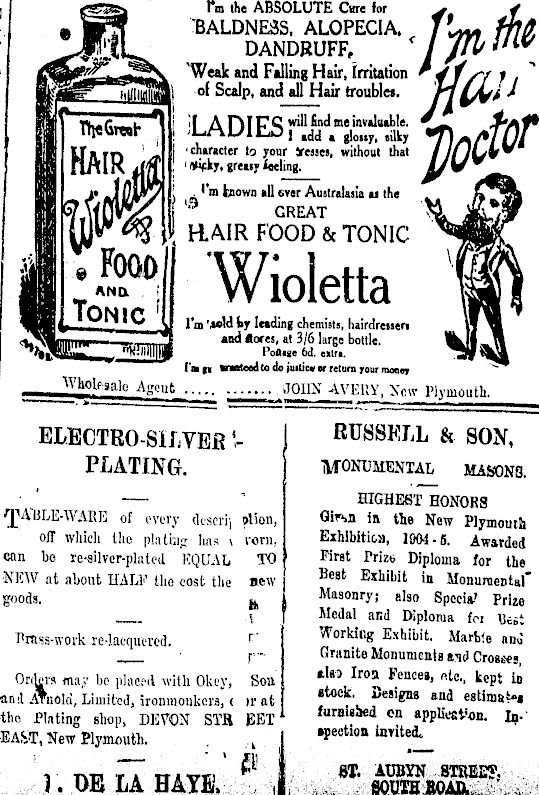 The Great
HAIR
Wioletta
FOOD
AND
TONIC
I'm the ABSOLUTE Cure for
BALDNESS, ALOPECIA,
DANDRUFF,
Weak and Falling Hair, Irritation
of Scalp, and all Hair troubles.
LADIES will find me invaluable.
I add a glossy, silky
character to your tresses, without that
sticky, greasy feeling.
I'm known all over Australasia as the
GREAT
HAIR FOOD & TONIC
Wioletta
I'm sold by leading chemists, hairdressers
and stores, at 3/6 large bottle.
Postage 6d. extra.
I'm guaranteed to do justice or return your money
I'm the
Hair
Doctor
Wholesale Agent ..... ........ JOHN AVERY, New Plymouth.
ELECTRO-SILVER-
PLATING.
TABLE-WARE of every description,
off which the plating has worn,
can be re-silver-plated EQUAL TO
NEW at about HALF the cost the new
goods.
Brass-work re-lacquered.
Orders may be placed with Okey, Son
and Arnold, Limited, ironmonkers, or at
the Plating shop, DEVON STREET
EAST, New Plymouth.
J. DE LA HAYE,
RUSSELL & SON,
MONUMENTAL MASONS.
HIGHEST HONORS
Given in the New Plymouth
Exhibition, 1904-5. Awarded
First Prize Diploma for the
Best Exhibit in Monumental
Masonry; also Special Prize
Medal and Diploma for Best
Working Exhibit. Marble and
Granite Monuments and Crosses,
also Iron Fences, etc., kept in
stock. Designs and estimates
furnished on application. In-
spection invited.
ST. AUBYN STREET,
SOUTH ROAD.